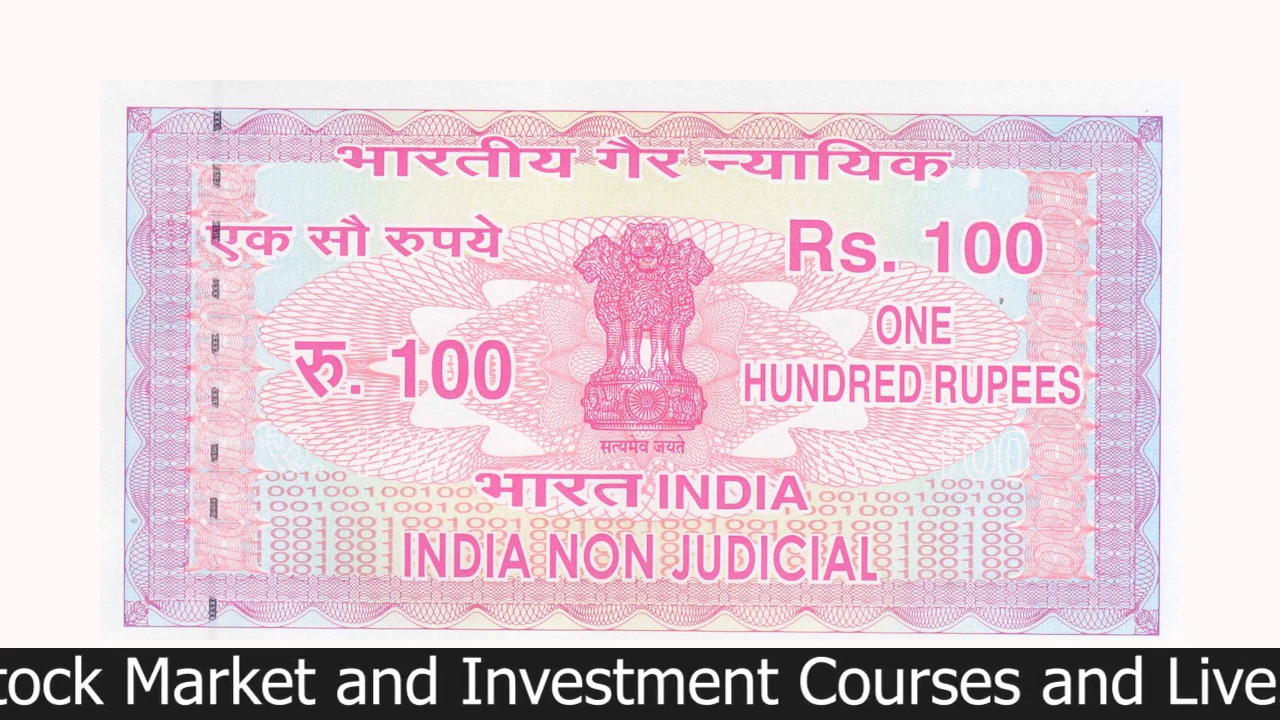 भारतीय गैर न्यायिक
एक सौ रुपये
Rs. 100
रु. 100
ONE
HUNDRED RUPEES
सत्यमेव जयते
भारत INDIA
INDIA NON JUDICIAL
tock Market and Investment Courses and Live